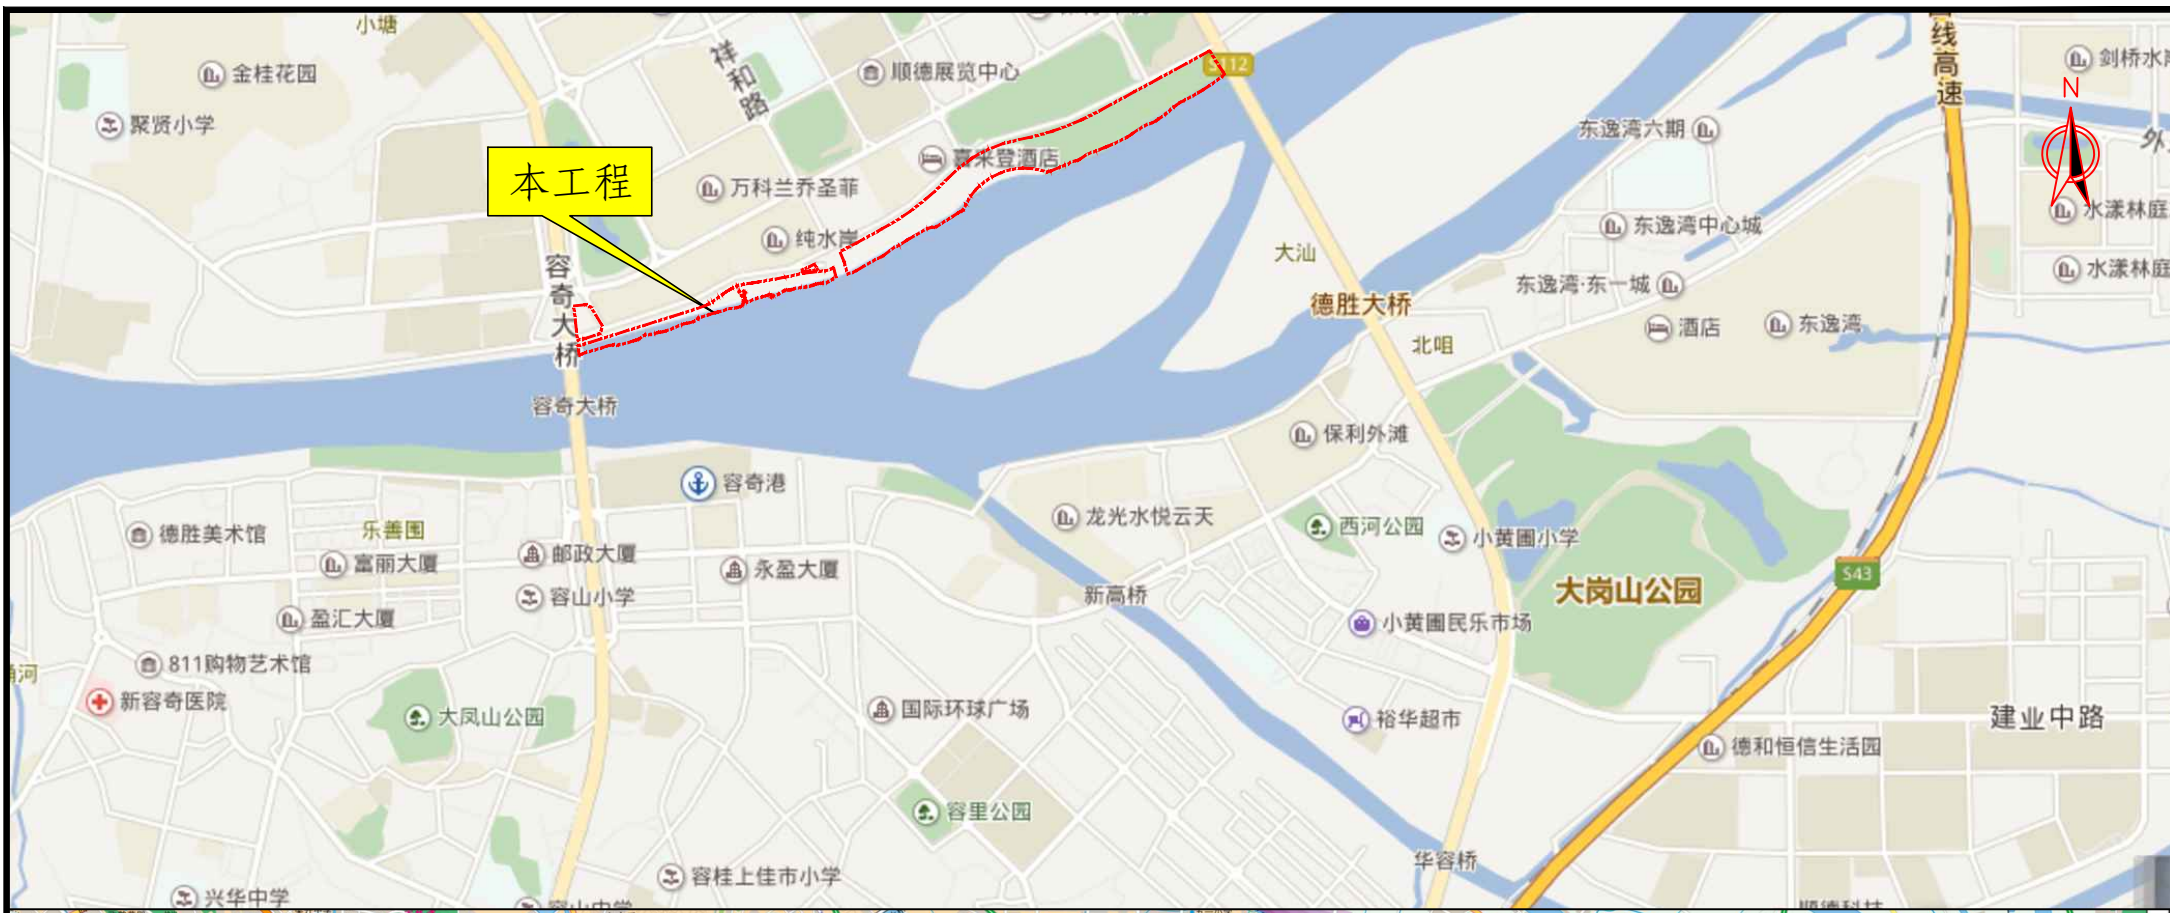 小塘
金桂花园
聚贤小学
祥和路
顺德展览中心
S112
线高速
剑桥水
N
东逸湾六期
外
本工程
万科兰乔圣菲
喜来登酒店
纯水岸
东逸湾中心城
水漾林庭
大汕
容奇大桥
德胜大桥
东逸湾·东一城
水漾林庭
酒店
东逸湾
北咀
容奇大桥
保利外滩
容奇港
德胜美术馆
乐善围
龙光水悦云天
西河公园
小黄圃小学
富丽大厦
邮政大厦
永盈大厦
S43
容山小学
新高桥
大岗山公园
盈汇大厦
小黄圃民乐市场
811购物艺术馆
河
新容奇医院
大凤山公园
国际环球广场
裕华超市
建业中路
德和恒信生活园
容里公园
华容桥
容桂上佳市小学
兴华中学
容山中学
顺德科技